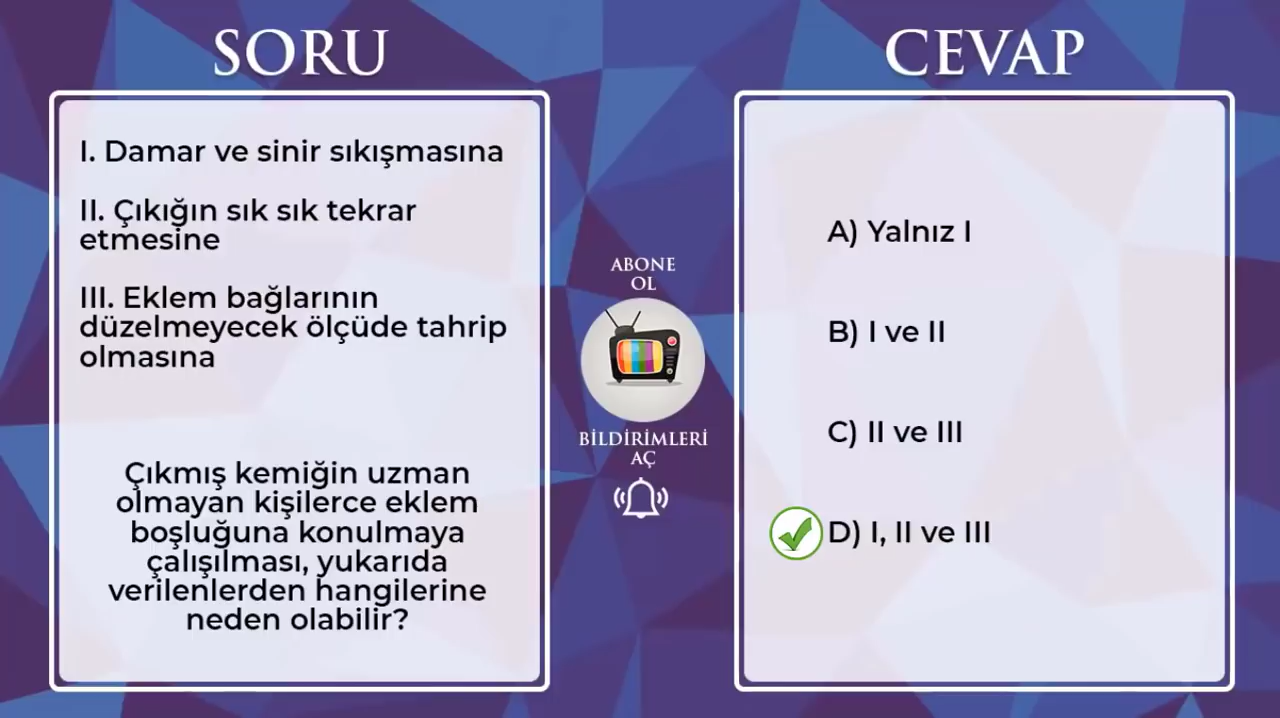 SORU
I. Damar ve sinir sıkışmasına
II. Çıkığın sık sık tekrar
etmesine
III. Eklem bağlarının
düzelmeyecek ölçüde tahrip
olmasına
Çıkmış kemiğin uzman
olmayan kişilerce eklem
boşluğuna konulmaya
çalışılması, yukarıda
verilenlerden hangilerine
neden olabilir?
ABONE
OL
BİLDİRİMLERİ
AÇ
CEVAP
A) Yalnız I
B) I ve II
C) II ve III
D) I, II ve III